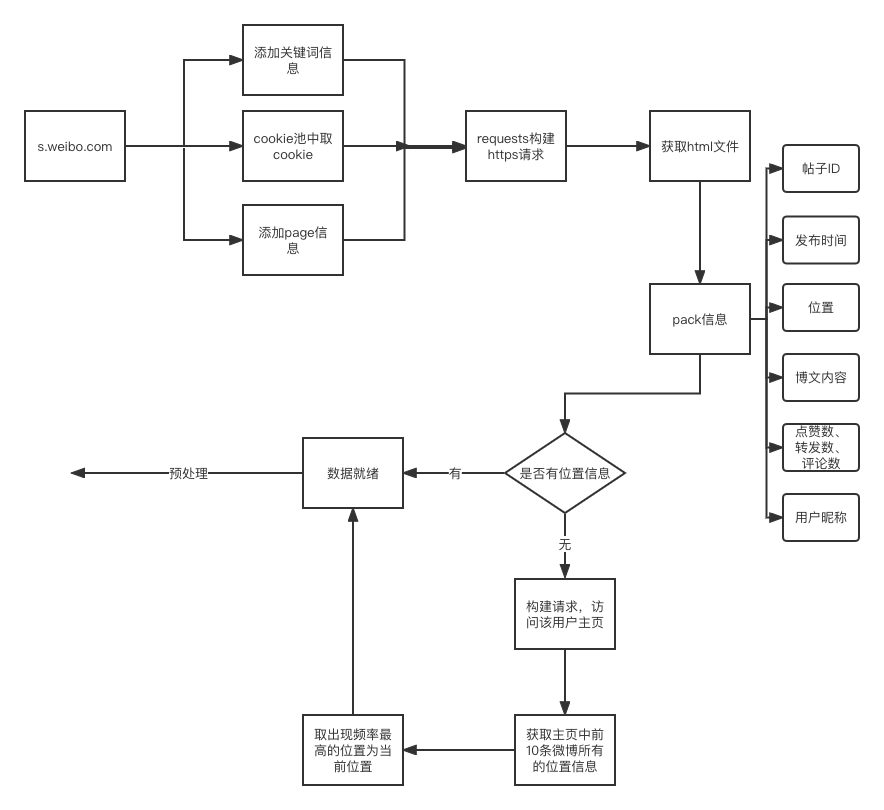 s.weibo.com
添加关键词信
息
cookie池中取
cookie
添加page信
息
requests构建
https请求
获取html文件
pack信息
帖子ID
发布时间
位置
博文内容
点赞数、
转发数、
评论数
用户昵称
是否有位置信息
有
数据就绪
预处理
无
构建请求，访
问该用户主页
获取主页中前
10条微博所有
的位置信息
取出现频率最
高的位置为当
前位置